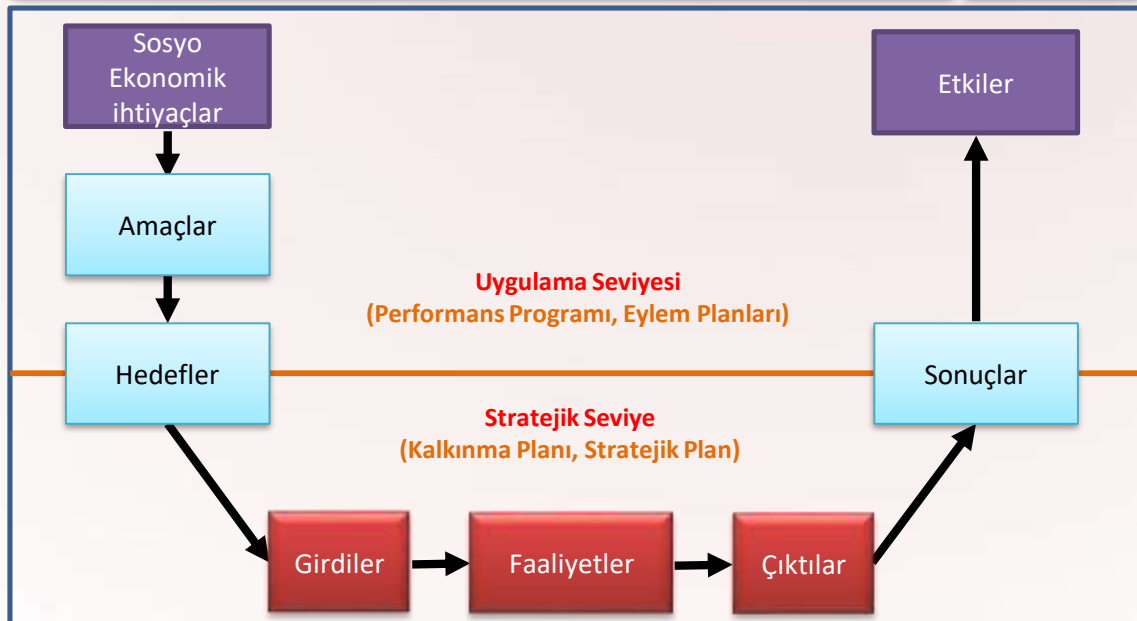 Sosyo
Ekonomik
ihtiyaçlar
Etkiler
Amaçlar
Uygulama Seviyesi
(Performans Programı, Eylem Planları)
Hedefler
Sonuçlar
Stratejik Seviye
(Kalkınma Planı, Stratejik Plan)
Girdiler
Faaliyetler
Çıktılar